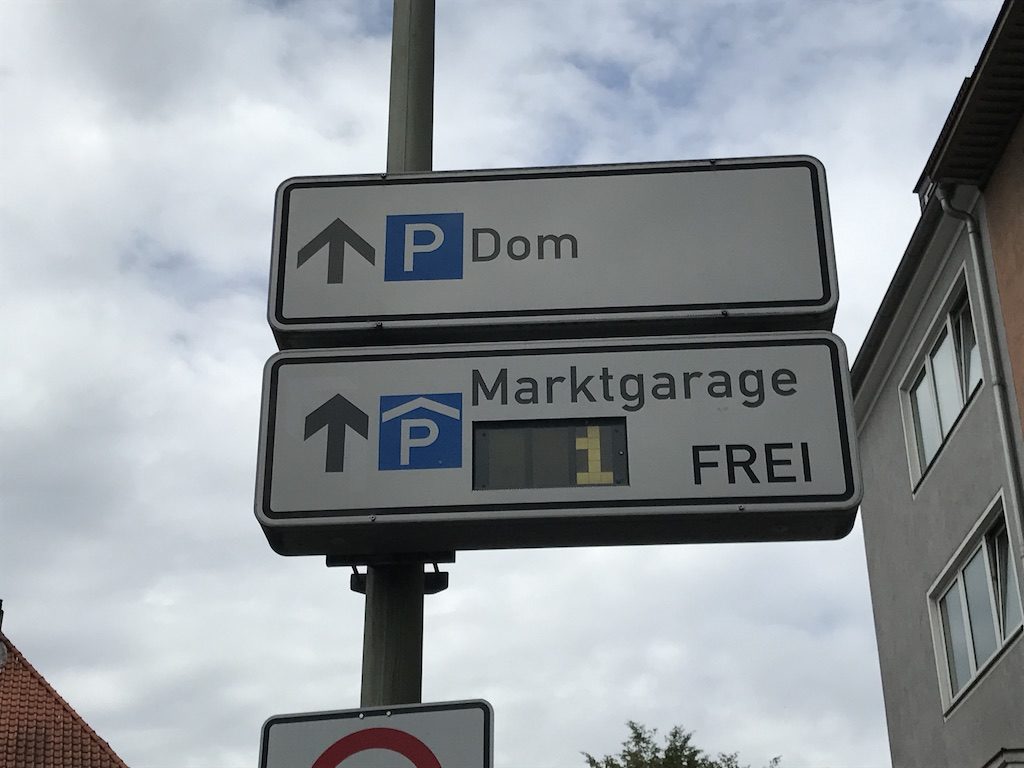 P Dom
Marktgarage
P 1 FREI